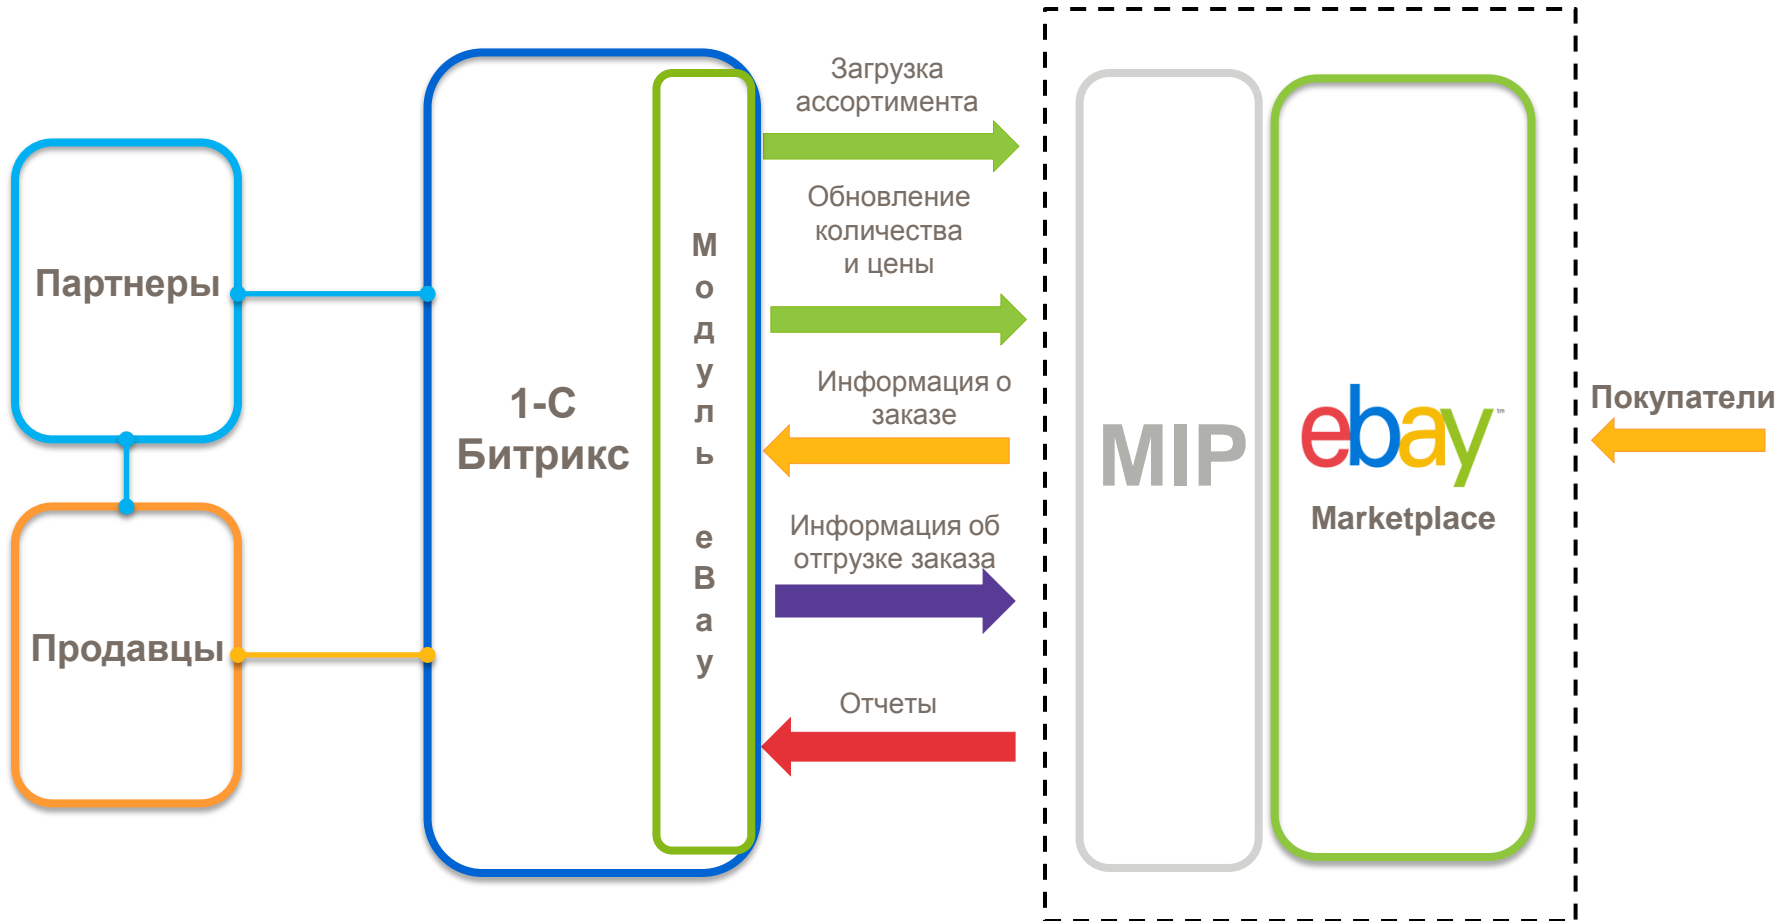 Партнеры
Продавцы
1-С
Битрикс
М
о
д
у
л
ь
e
B
a
y
Загрузка
ассортимента
Обновление
количества
и цены
Информация о
заказе
Информация об
отгрузке заказа
Отчеты
MIP
ebay™
Marketplace
Покупатели